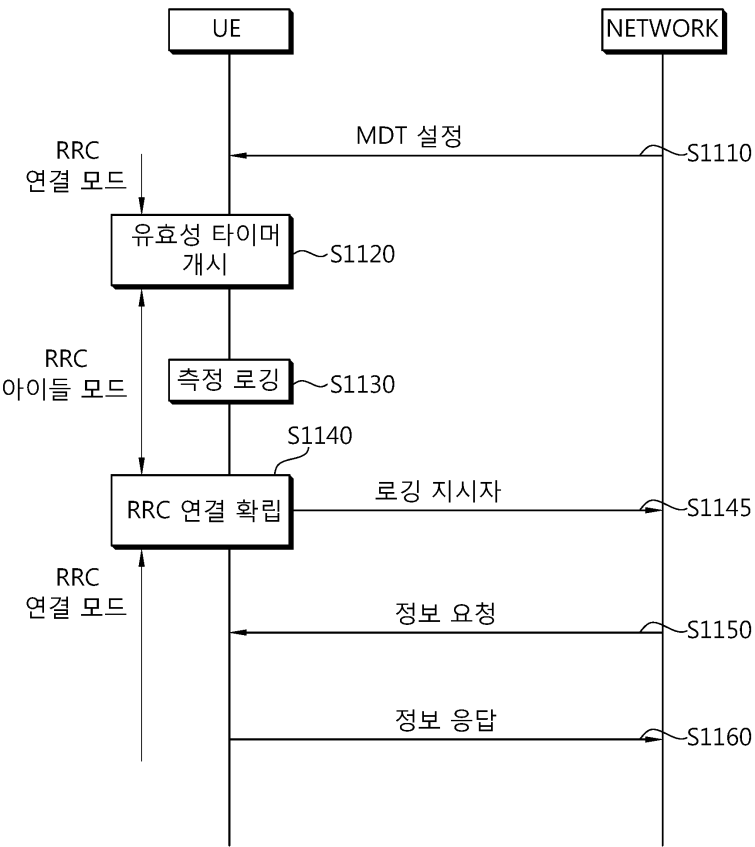 UE
NETWORK
MDT 설정
S1110
RRC
연결 모드
유효성 타이머
개시
S1120
RRC
아이들 모드
측정 로깅
S1130
S1140
RRC 연결 확립
로깅 지시자
S1145
RRC
연결 모드
정보 요청
S1150
정보 응답
S1160